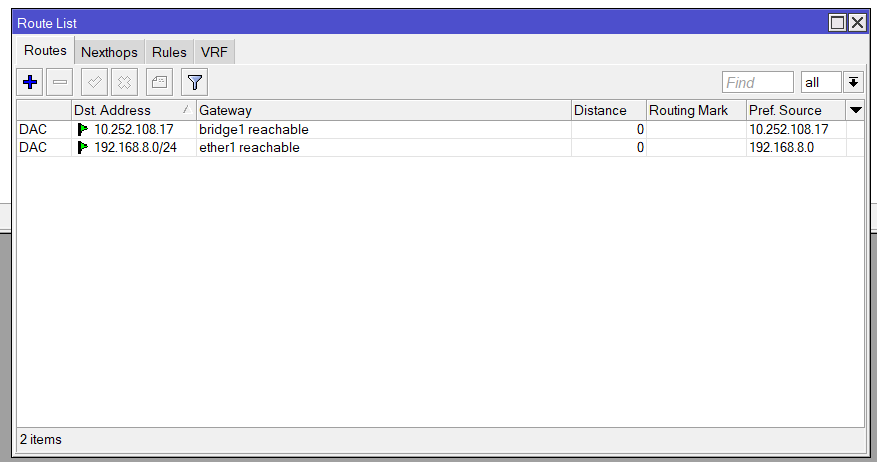 Route List
Routes Nexthops Rules VRF
Find all
Dst. Address Gateway Distance Routing Mark Pref. Source
DAC 10.252.108.17 bridge1 reachable 0 10.252.108.17
DAC 192.168.8.0/24 ether1 reachable 0 192.168.8.0
2 items